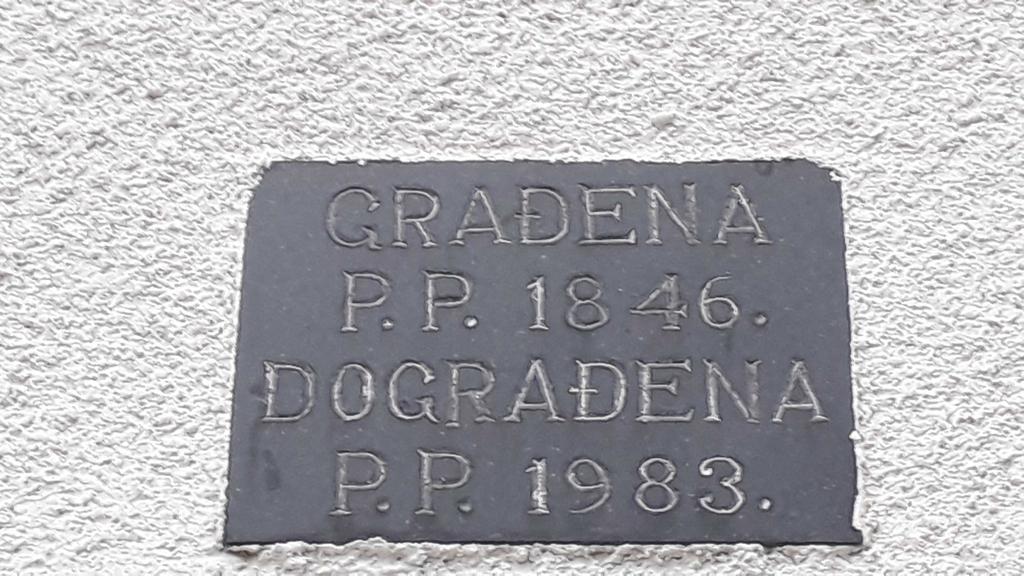 GRAĐENA
P.P. 1846.
DOGRAĐENA
P.P. 1983.